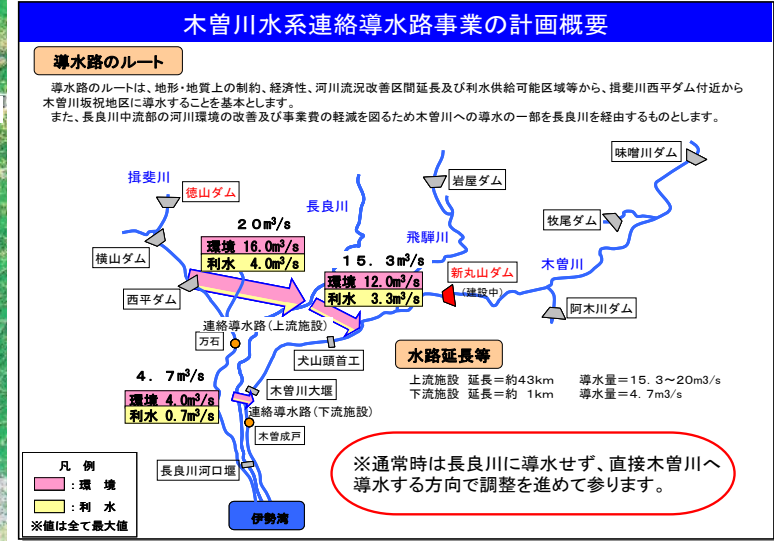 木曽川水系連絡導水路事業の計画概要
導水路のルート
導水路のルートは、地形・地質上の制約、経済性、河川流況改善区間延長及び利水供給可能区域等から、揖斐川西平ダム付近から
木曽川坂祝地区に導水することを基本とします。
また、長良川中流部の河川環境の改善及び事業費の軽減を図るため木曽川への導水の一部を長良川を経由するものとします。
味噌川ダム
揖斐川
岩屋ダム
徳山ダム
長良川
牧尾ダム
20m³/s
飛騨川
環境 16.0m³/s
利水 4.0m³/s
横山ダム
15.3m³/s
木曽川
新丸山ダム
(建設中)
環境 12.0m³/s
利水 3.3m³/s
西平ダム
阿木川ダム
連絡導水路(上流施設)
万石
犬山頭首工
水路延長等
4.7m³/s
上流施設 延長=約43km 導水量=15.3~20m3/s
下流施設 延長=約 1km 導水量=4.7m3/s
木曽川大堰
環境 4.0m³/s
利水 0.7m³/s
連絡導水路(下流施設)
木曽成戸
長良川河口堰
※通常時は長良川に導水せず、直接木曽川へ
導水する方向で調整を進めて参ります。
凡 例
:環 境
:利 水
※値は全て最大値
伊勢湾